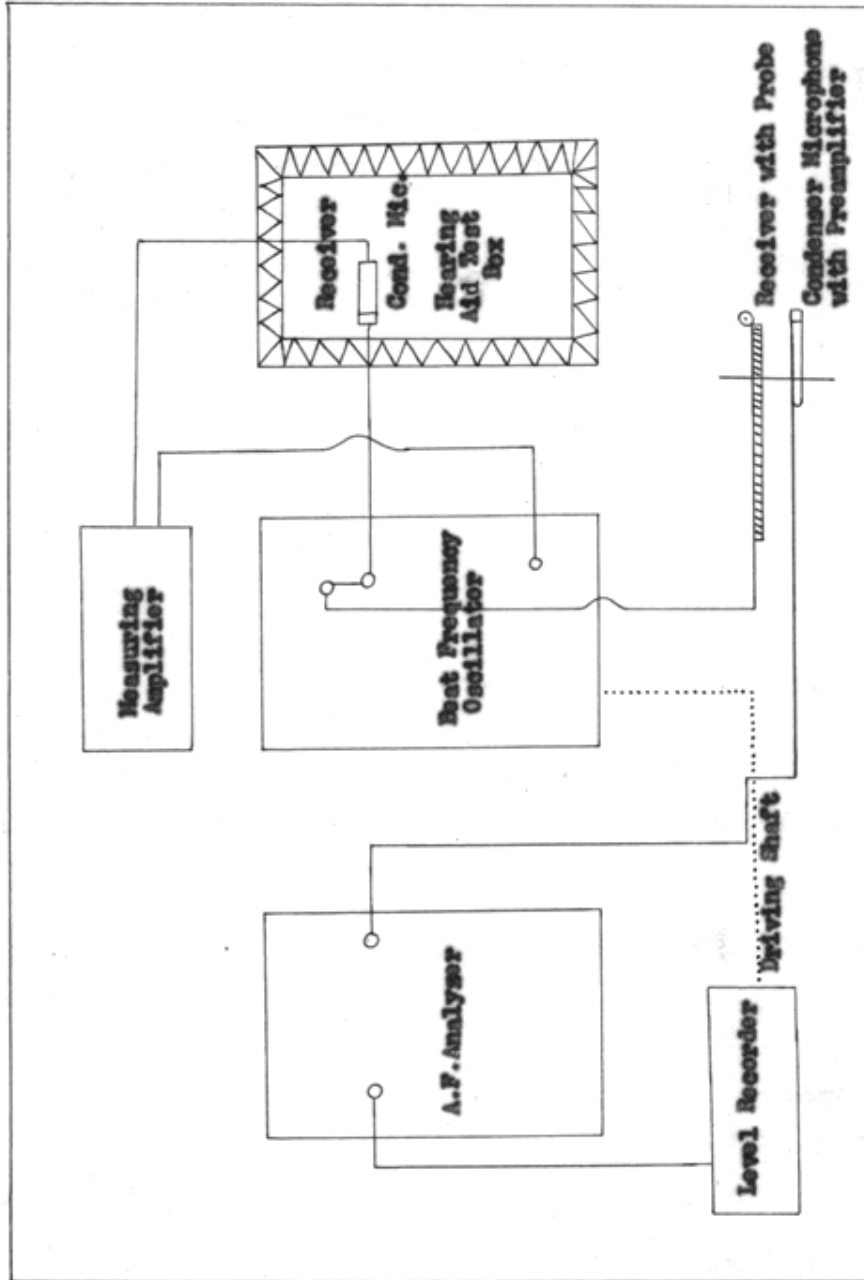 Receiver
Cond. Mic.
Hearing
Aid Test
Box
Receiver with Probe
Condenser Microphone
with Preamplifier
Measuring
Amplifier
Beat Frequency
Oscillator
A.F.Analyser
Driving Shaft
Level Recorder